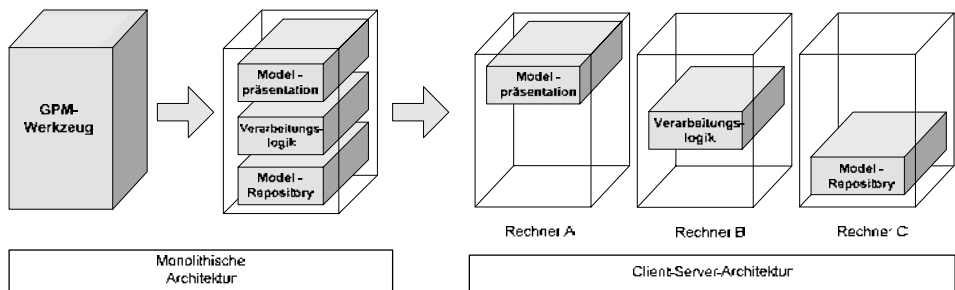 GPM-
Werkzeug
Model -
präsentation
Verarbeitungs-
logik
Model -
Repository
Model -
präsentation
Verarbeitungs-
logik
Model -
Repository
Rechner A
Rechner B
Rechner C
Monolithische
Architektur
Client-Server-Architektur